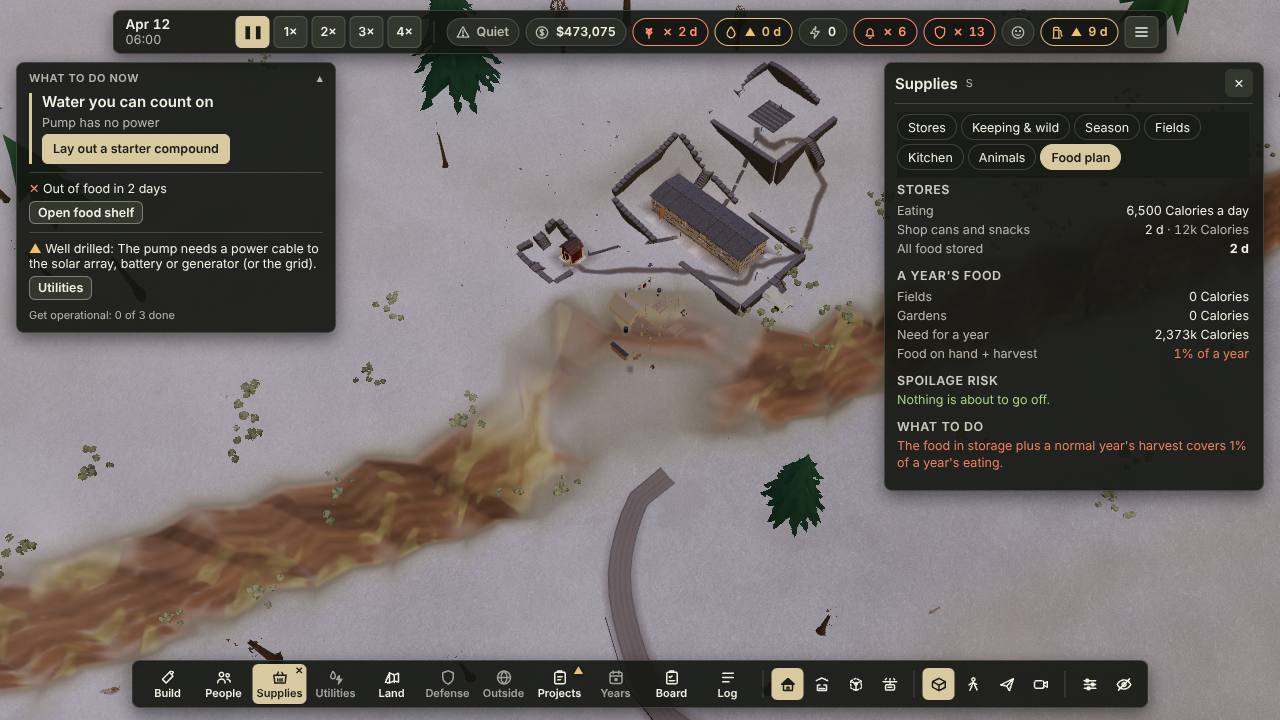 Apr 12
06:00
1×
2×
3×
4×
Quiet
$473,075
× 2 d
0 d
0
× 6
× 13
9 d
WHAT TO DO NOW
Water you can count on
Pump has no power
Lay out a starter compound
× Out of food in 2 days
Open food shelf
Well drilled: The pump needs a power cable to
the solar array, battery or generator (or the grid).
Utilities
Get operational: 0 of 3 done
Supplies S
×
Stores Keeping & wild Season Fields
Kitchen Animals Food plan
STORES
Eating 6,500 Calories a day
Shop cans and snacks 2 d · 12k Calories
All food stored 2 d
A YEAR'S FOOD
Fields 0 Calories
Gardens 0 Calories
Need for a year 2,373k Calories
Food on hand + harvest 1% of a year
SPOILAGE RISK
Nothing is about to go off.
WHAT TO DO
The food in storage plus a normal year's harvest covers 1%
of a year's eating.
Build
People
Supplies
Utilities
Land
Defense
Outside
Projects
Years
Board
Log